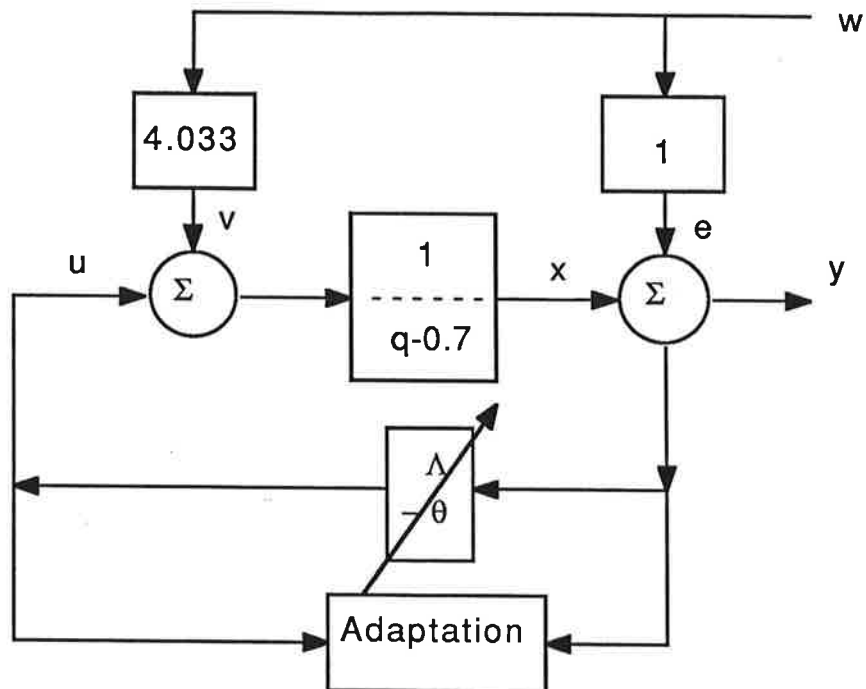 w
4.033
1
v
e
u
Σ
1
- - - - - - -
q-0.7
x
Σ
y
Λ
– θ
Adaptation